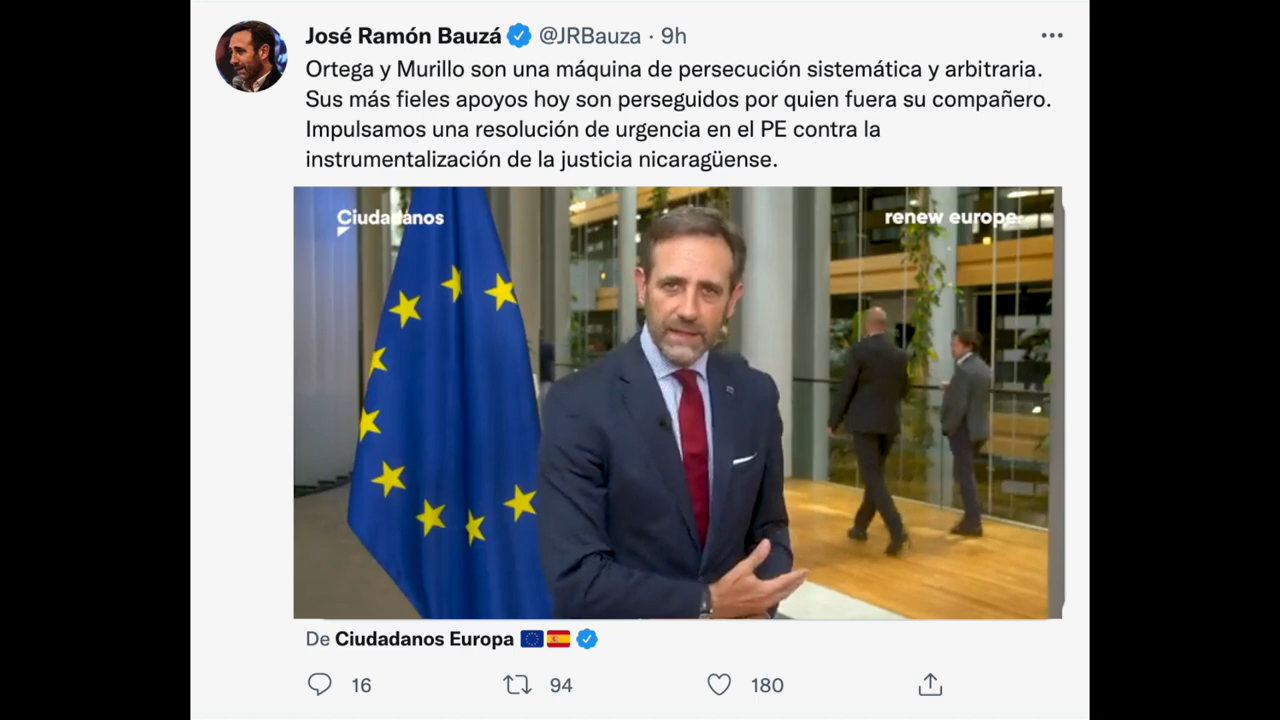 José Ramón Bauzá @JRBauza · 9h
Ortega y Murillo son una máquina de persecución sistemática y arbitraria.
Sus más fieles apoyos hoy son perseguidos por quien fuera su compañero.
Impulsamos una resolución de urgencia en el PE contra la
instrumentalización de la justicia nicaragüense.
Ciudadanos
renew europe.
De Ciudadanos Europa 🇪🇺🇪🇸
16
94
180